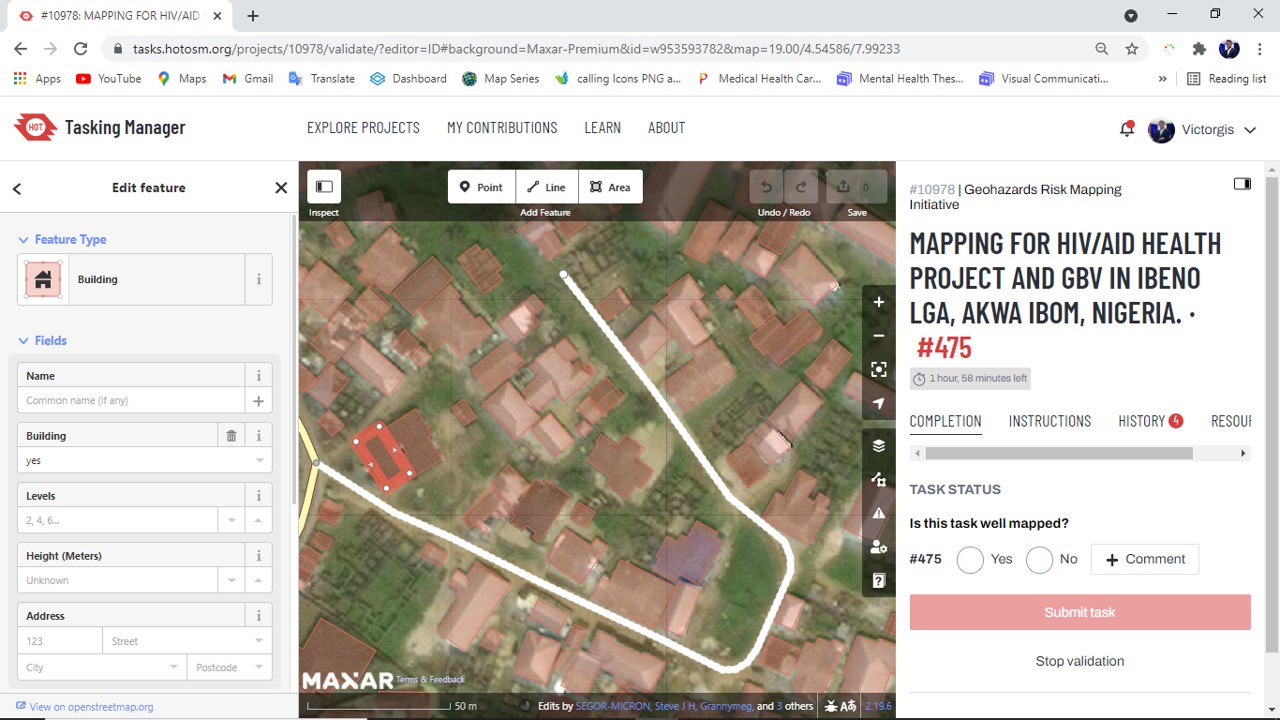 #10978: MAPPING FOR HIV/AID
tasks.hotosm.org/projects/10978/validate/?editor=ID#background=Maxar-Premium&id=w953593782&map=19.00/4.54586/7.99233
Apps YouTube Maps Gmail Translate Dashboard Map Series calling Icons PNG a... Medical Health Car... Mental Health Thes... Visual Communicati... » Reading list
HOT Tasking Manager EXPLORE PROJECTS MY CONTRIBUTIONS LEARN ABOUT Victorgis
Edit feature
Feature Type
Building
Fields
Name
Common name (if any)
Building
yes
Levels
2, 4, 6...
Height (Meters)
Unknown
Address
123 Street
City Postcode
View on openstreetmap.org
Inspect
Point Line Area
Add Feature
Undo / Redo
0
Save
MAXAR Terms & Feedback
50 m
Edits by SEGOR-MICRON, Steve J H, Grannymeg, and 3 others
2.19.6
#10978 | Geohazards Risk Mapping
Initiative
MAPPING FOR HIV/AID HEALTH
PROJECT AND GBV IN IBENO
LGA, AKWA IBOM, NIGERIA. ·
#475
1 hour, 58 minutes left
COMPLETION INSTRUCTIONS HISTORY 4 RESOU
TASK STATUS
Is this task well mapped?
#475 Yes No + Comment
Submit task
Stop validation